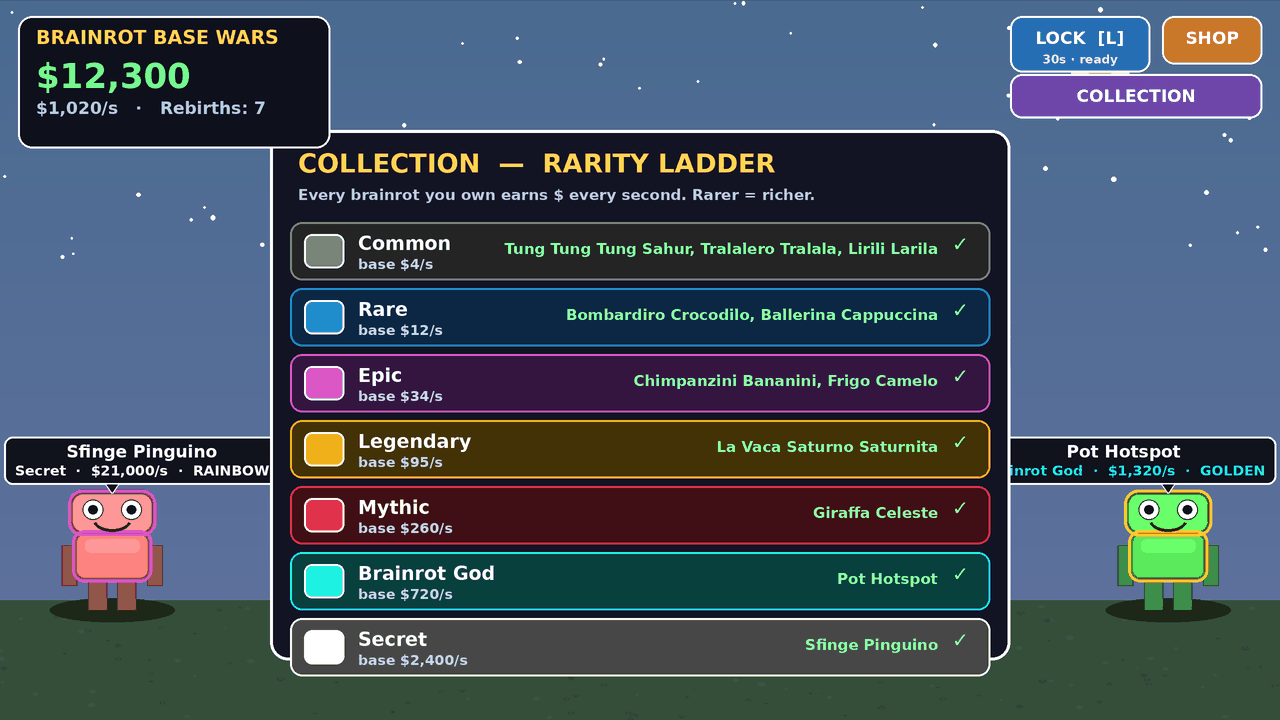 BRAINROT BASE WARS
$12,300
$1,020/s · Rebirths: 7
LOCK [L]
30s · ready
SHOP
COLLECTION
COLLECTION — RARITY LADDER
Every brainrot you own earns $ every second. Rarer = richer.
Common
base $4/s
Tung Tung Tung Sahur, Tralalero Tralala, Lirili Larila ✓
Rare
base $12/s
Bombardiro Crocodilo, Ballerina Cappuccina ✓
Epic
base $34/s
Chimpanzini Bananini, Frigo Camelo ✓
Legendary
base $95/s
La Vaca Saturno Saturnita ✓
Mythic
base $260/s
Giraffa Celeste ✓
Brainrot God
base $720/s
Pot Hotspot ✓
Secret
base $2,400/s
Sfinge Pinguino ✓
Sfinge Pinguino
Secret · $21,000/s · RAINBOW
Pot Hotspot
inrot God · $1,320/s · GOLDEN